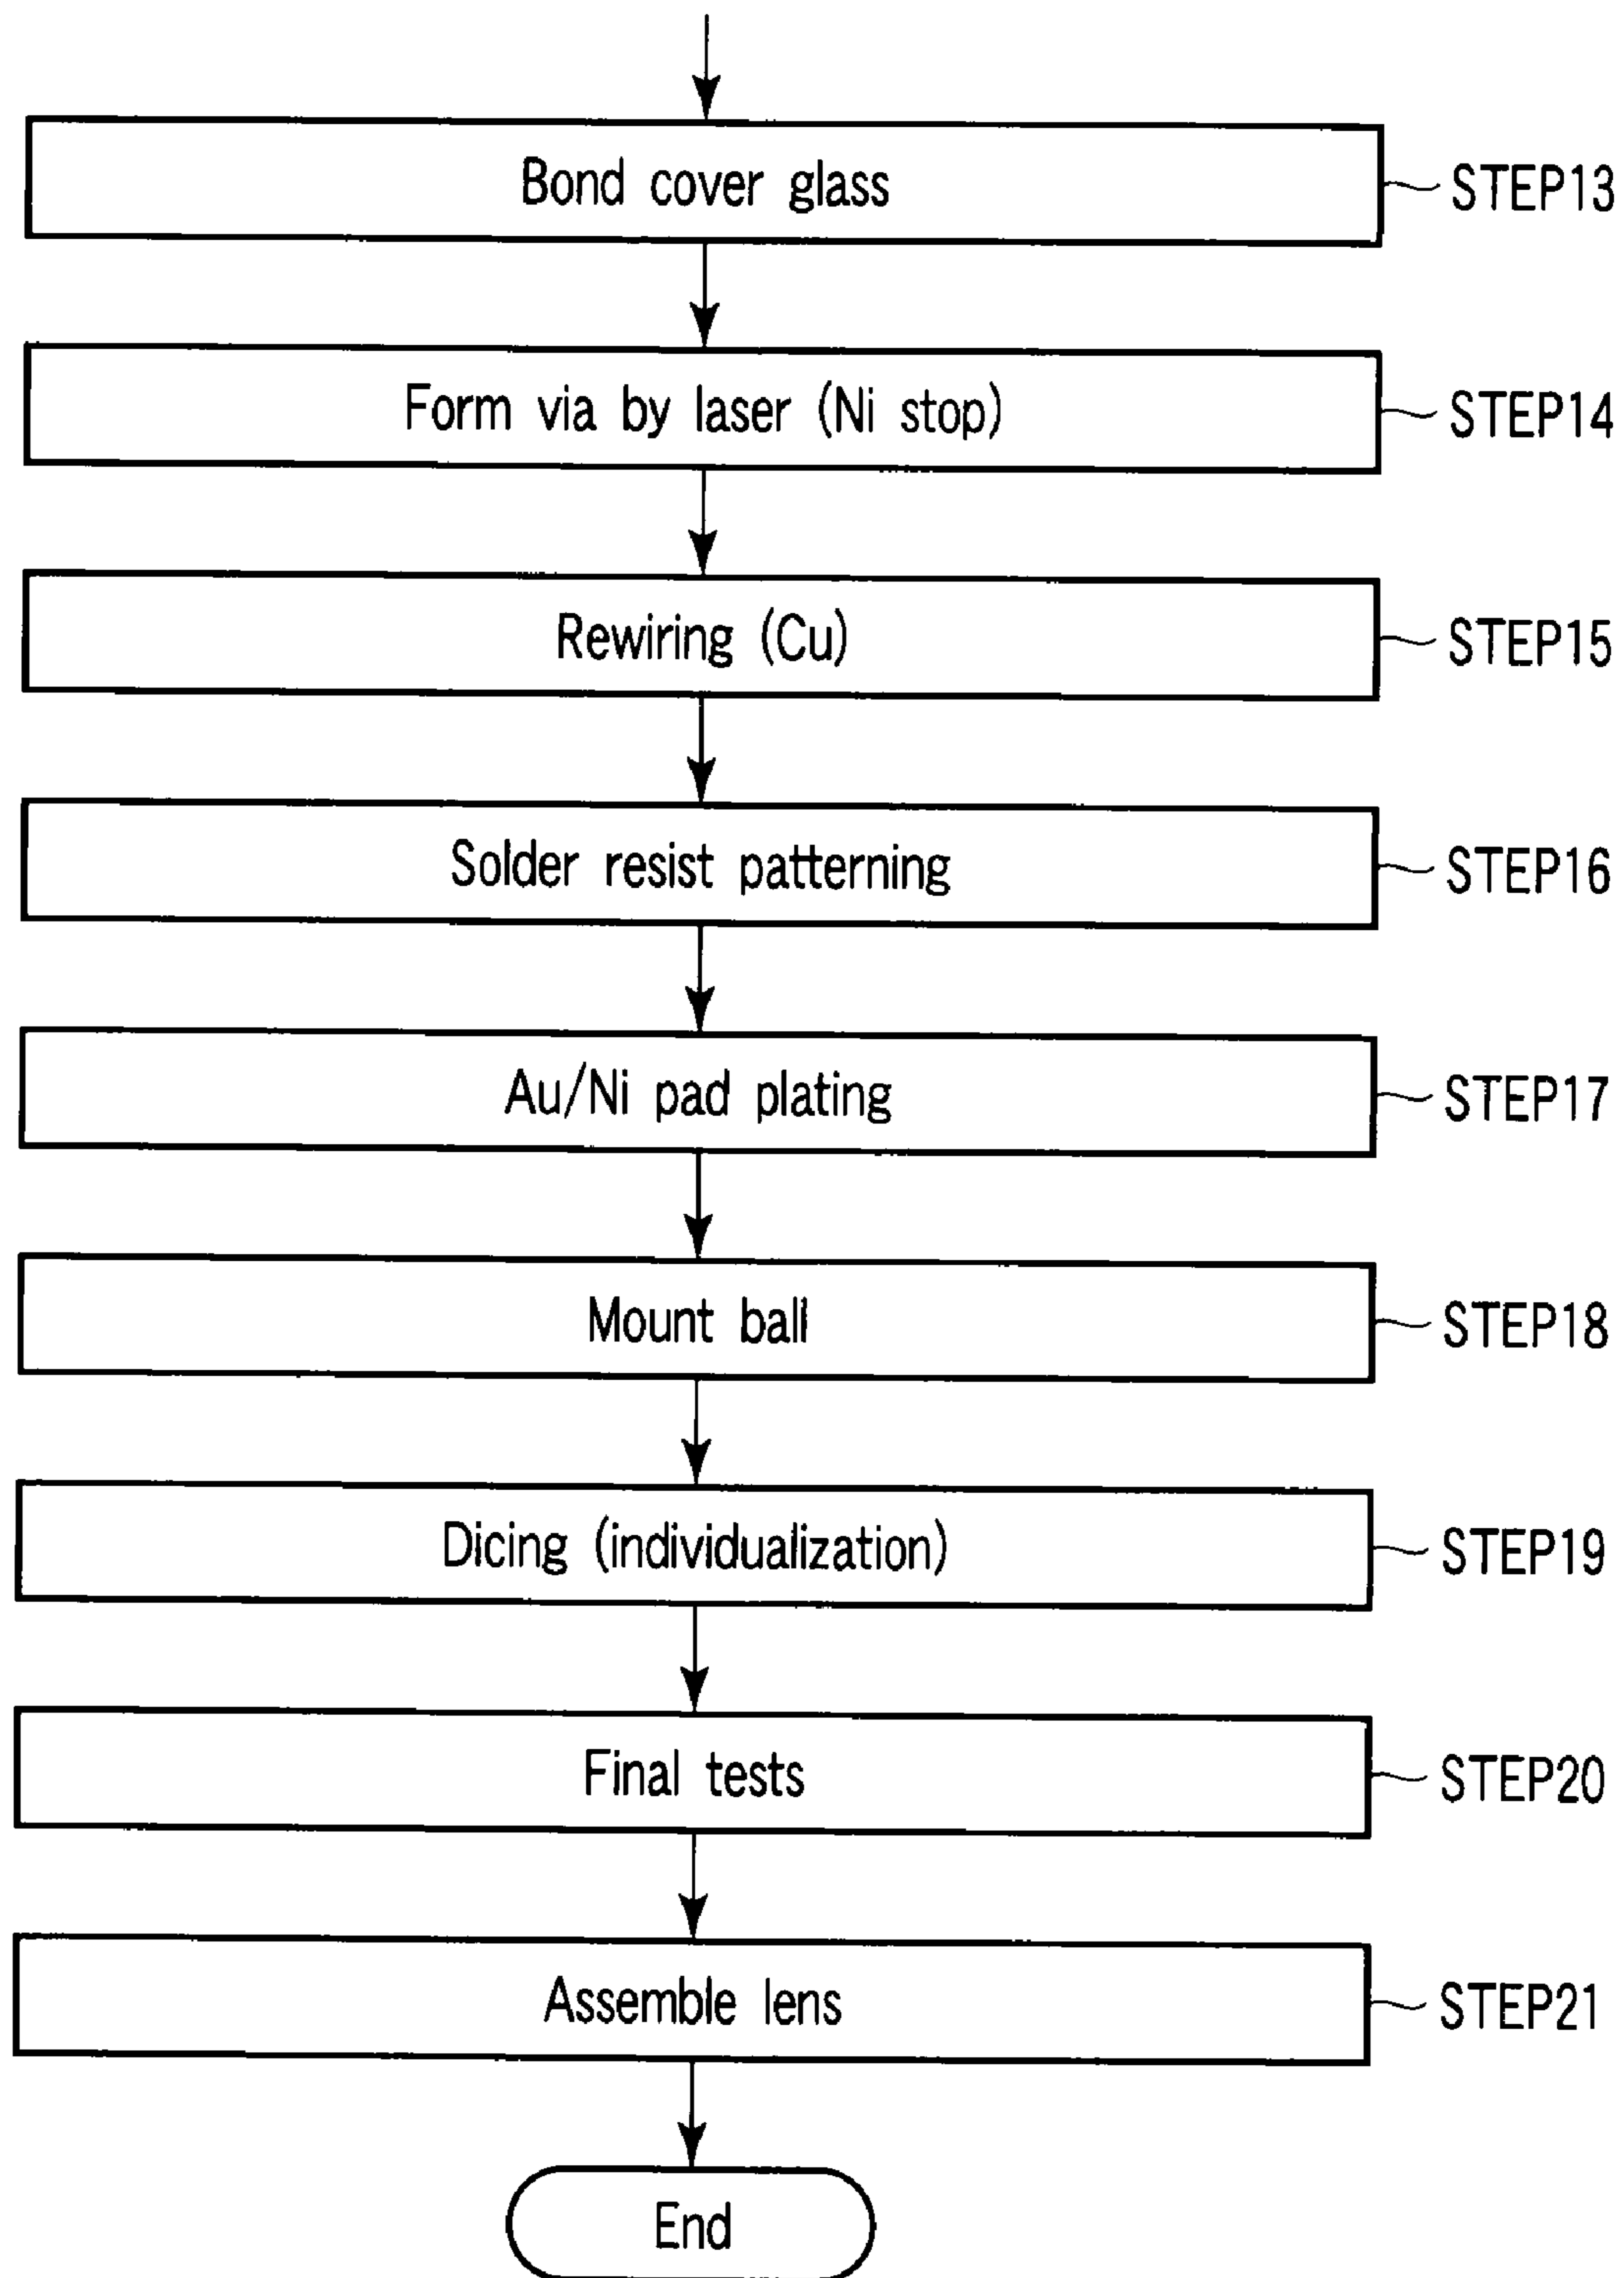 Bond cover glass STEP13
Form via by laser (Ni stop) STEP14
Rewiring (Cu) STEP15
Solder resist patterning STEP16
Au/Ni pad plating STEP17
Mount ball STEP18
Dicing (individualization) STEP19
Final tests STEP20
Assemble lens STEP21
End